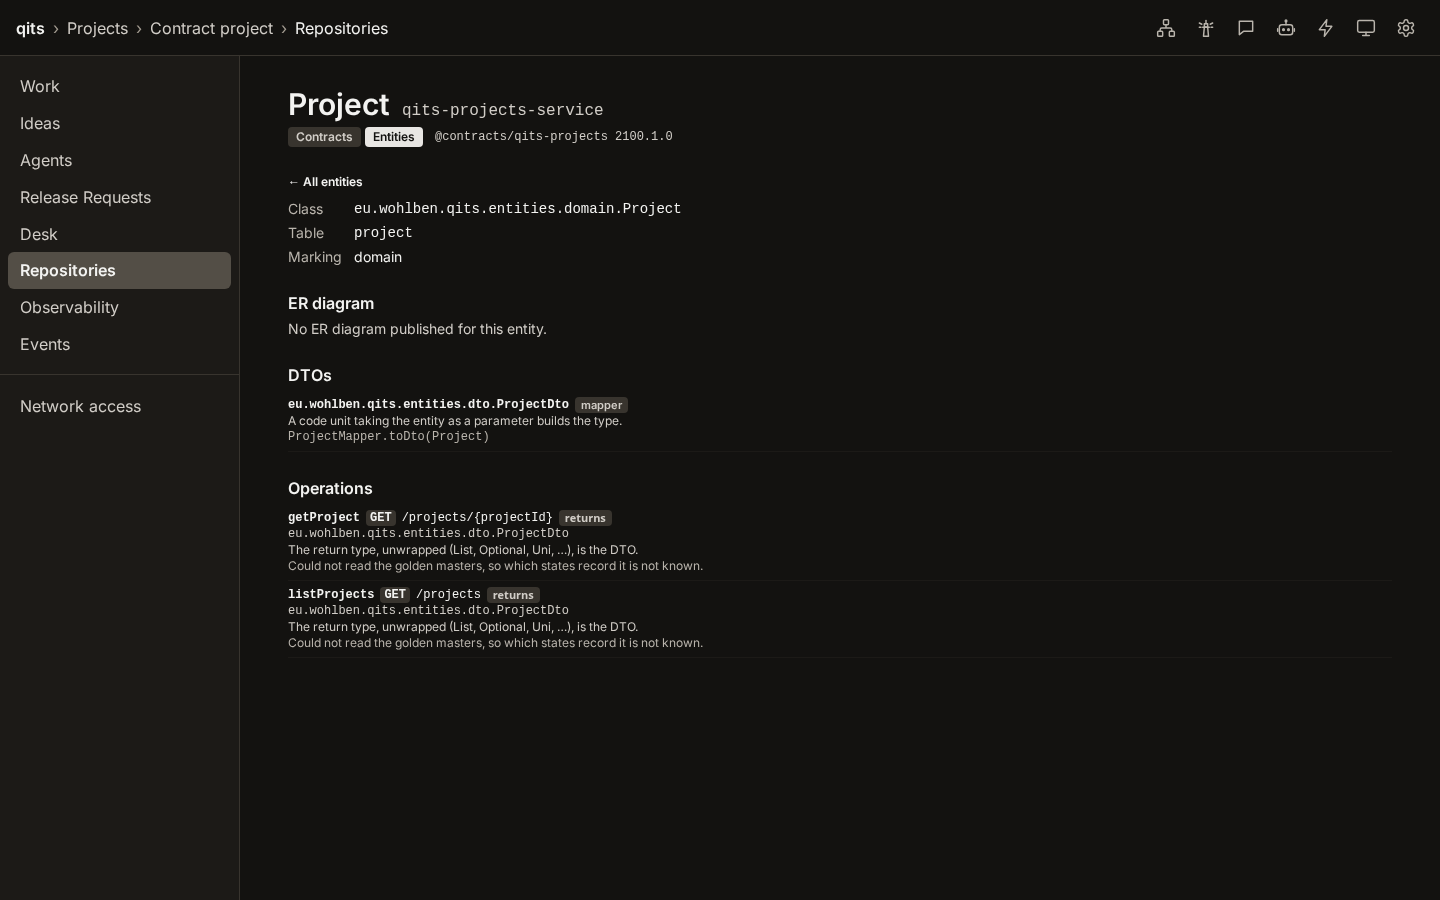 qits › Projects › Contract project › Repositories
Work
Ideas
Agents
Release Requests
Desk
Repositories
Observability
Events
Network access
Project qits-projects-service
Contracts Entities @contracts/qits-projects 2100.1.0
← All entities
Class eu.wohlben.qits.entities.domain.Project
Table project
Marking domain
ER diagram
No ER diagram published for this entity.
DTOs
eu.wohlben.qits.entities.dto.ProjectDto mapper
A code unit taking the entity as a parameter builds the type.
ProjectMapper.toDto(Project)
Operations
getProject GET /projects/{projectId} returns
eu.wohlben.qits.entities.dto.ProjectDto
The return type, unwrapped (List, Optional, Uni, …), is the DTO.
Could not read the golden masters, so which states record it is not known.
listProjects GET /projects returns
eu.wohlben.qits.entities.dto.ProjectDto
The return type, unwrapped (List, Optional, Uni, …), is the DTO.
Could not read the golden masters, so which states record it is not known.